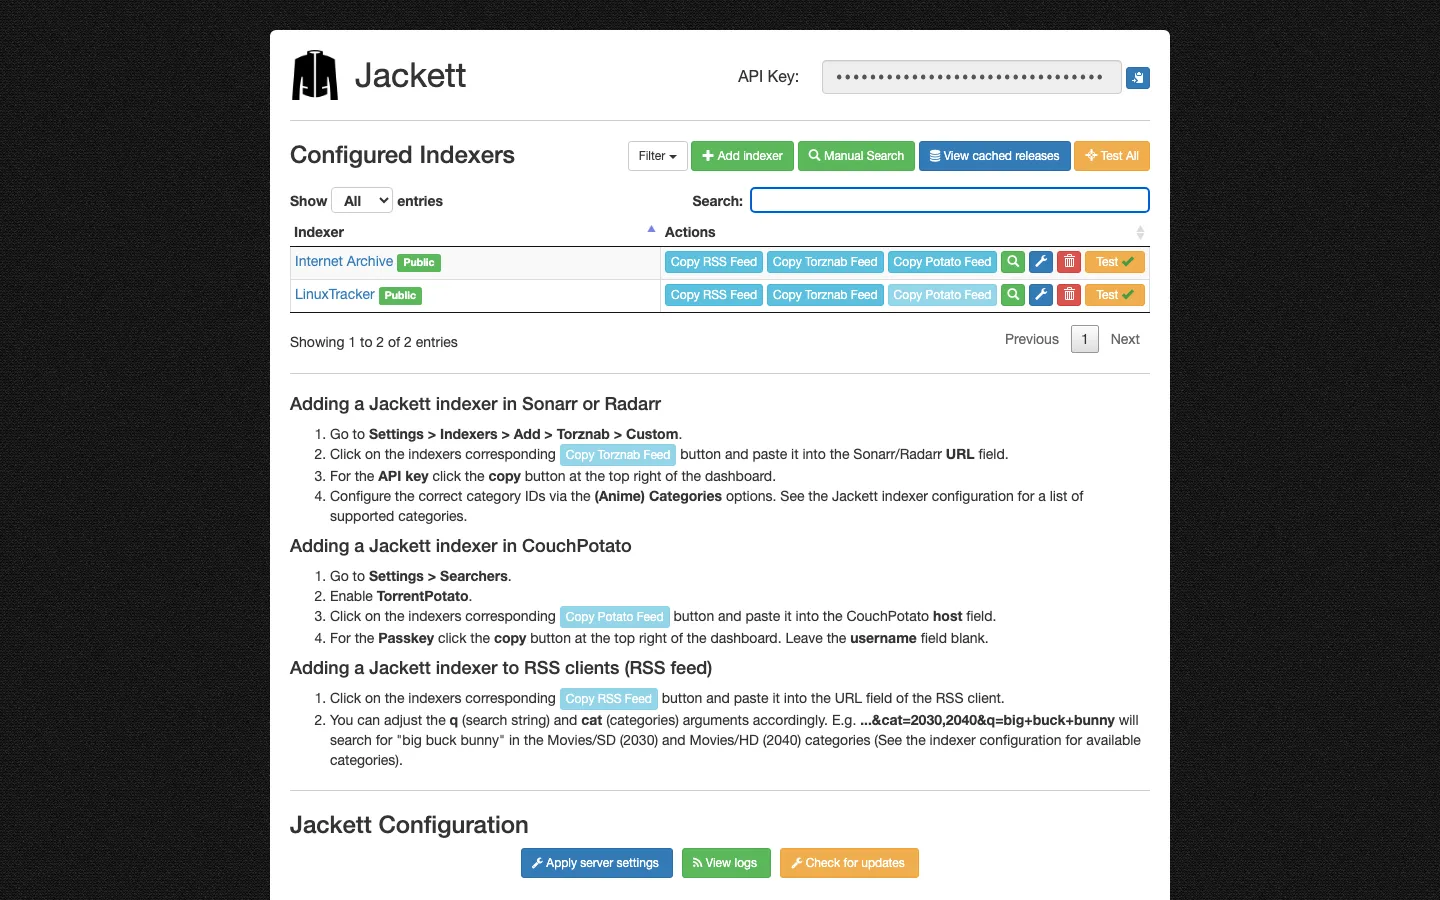 Jackett
API Key: •••••••••••••••••••••••••••••••
Configured Indexers
Filter Add indexer Manual Search View cached releases Test All
Show All entries Search:
Indexer Actions
Internet Archive Public Copy RSS Feed Copy Torznab Feed Copy Potato Feed Test
LinuxTracker Public Copy RSS Feed Copy Torznab Feed Copy Potato Feed Test
Showing 1 to 2 of 2 entries Previous 1 Next
Adding a Jackett indexer in Sonarr or Radarr
1. Go to Settings > Indexers > Add > Torznab > Custom.
2. Click on the indexers corresponding Copy Torznab Feed button and paste it into the Sonarr/Radarr URL field.
3. For the API key click the copy button at the top right of the dashboard.
4. Configure the correct category IDs via the (Anime) Categories options. See the Jackett indexer configuration for a list of
supported categories.
Adding a Jackett indexer in CouchPotato
1. Go to Settings > Searchers.
2. Enable TorrentPotato.
3. Click on the indexers corresponding Copy Potato Feed button and paste it into the CouchPotato host field.
4. For the Passkey click the copy button at the top right of the dashboard. Leave the username field blank.
Adding a Jackett indexer to RSS clients (RSS feed)
1. Click on the indexers corresponding Copy RSS Feed button and paste it into the URL field of the RSS client.
2. You can adjust the q (search string) and cat (categories) arguments accordingly. E.g. ...&cat=2030,2040&q=big+buck+bunny will
search for "big buck bunny" in the Movies/SD (2030) and Movies/HD (2040) categories (See the indexer configuration for available
categories).
Jackett Configuration
Apply server settings View logs Check for updates